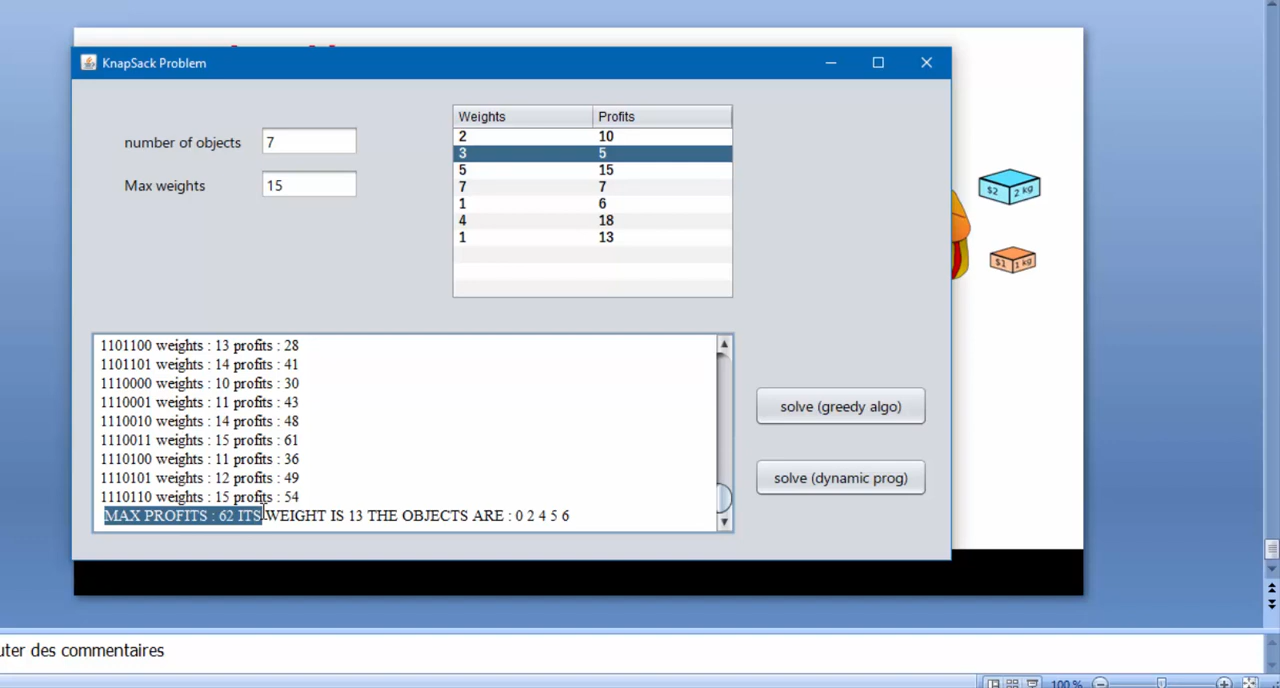 KnapSack Problem
number of objects 7
Max weights 15
Weights Profits
2 10
3 5
5 15
7 7
1 6
4 18
1 13
$2 2 kg
$1 1 kg
1101100 weights : 13 profits : 28
1101101 weights : 14 profits : 41
1110000 weights : 10 profits : 30
1110001 weights : 11 profits : 43
1110010 weights : 14 profits : 48
1110011 weights : 15 profits : 61
1110100 weights : 11 profits : 36
1110101 weights : 12 profits : 49
1110110 weights : 15 profits : 54
MAX PROFITS : 62 ITS WEIGHT IS 13 THE OBJECTS ARE : 0 2 4 5 6
solve (greedy algo)
solve (dynamic prog)
uter des commentaires
100 %